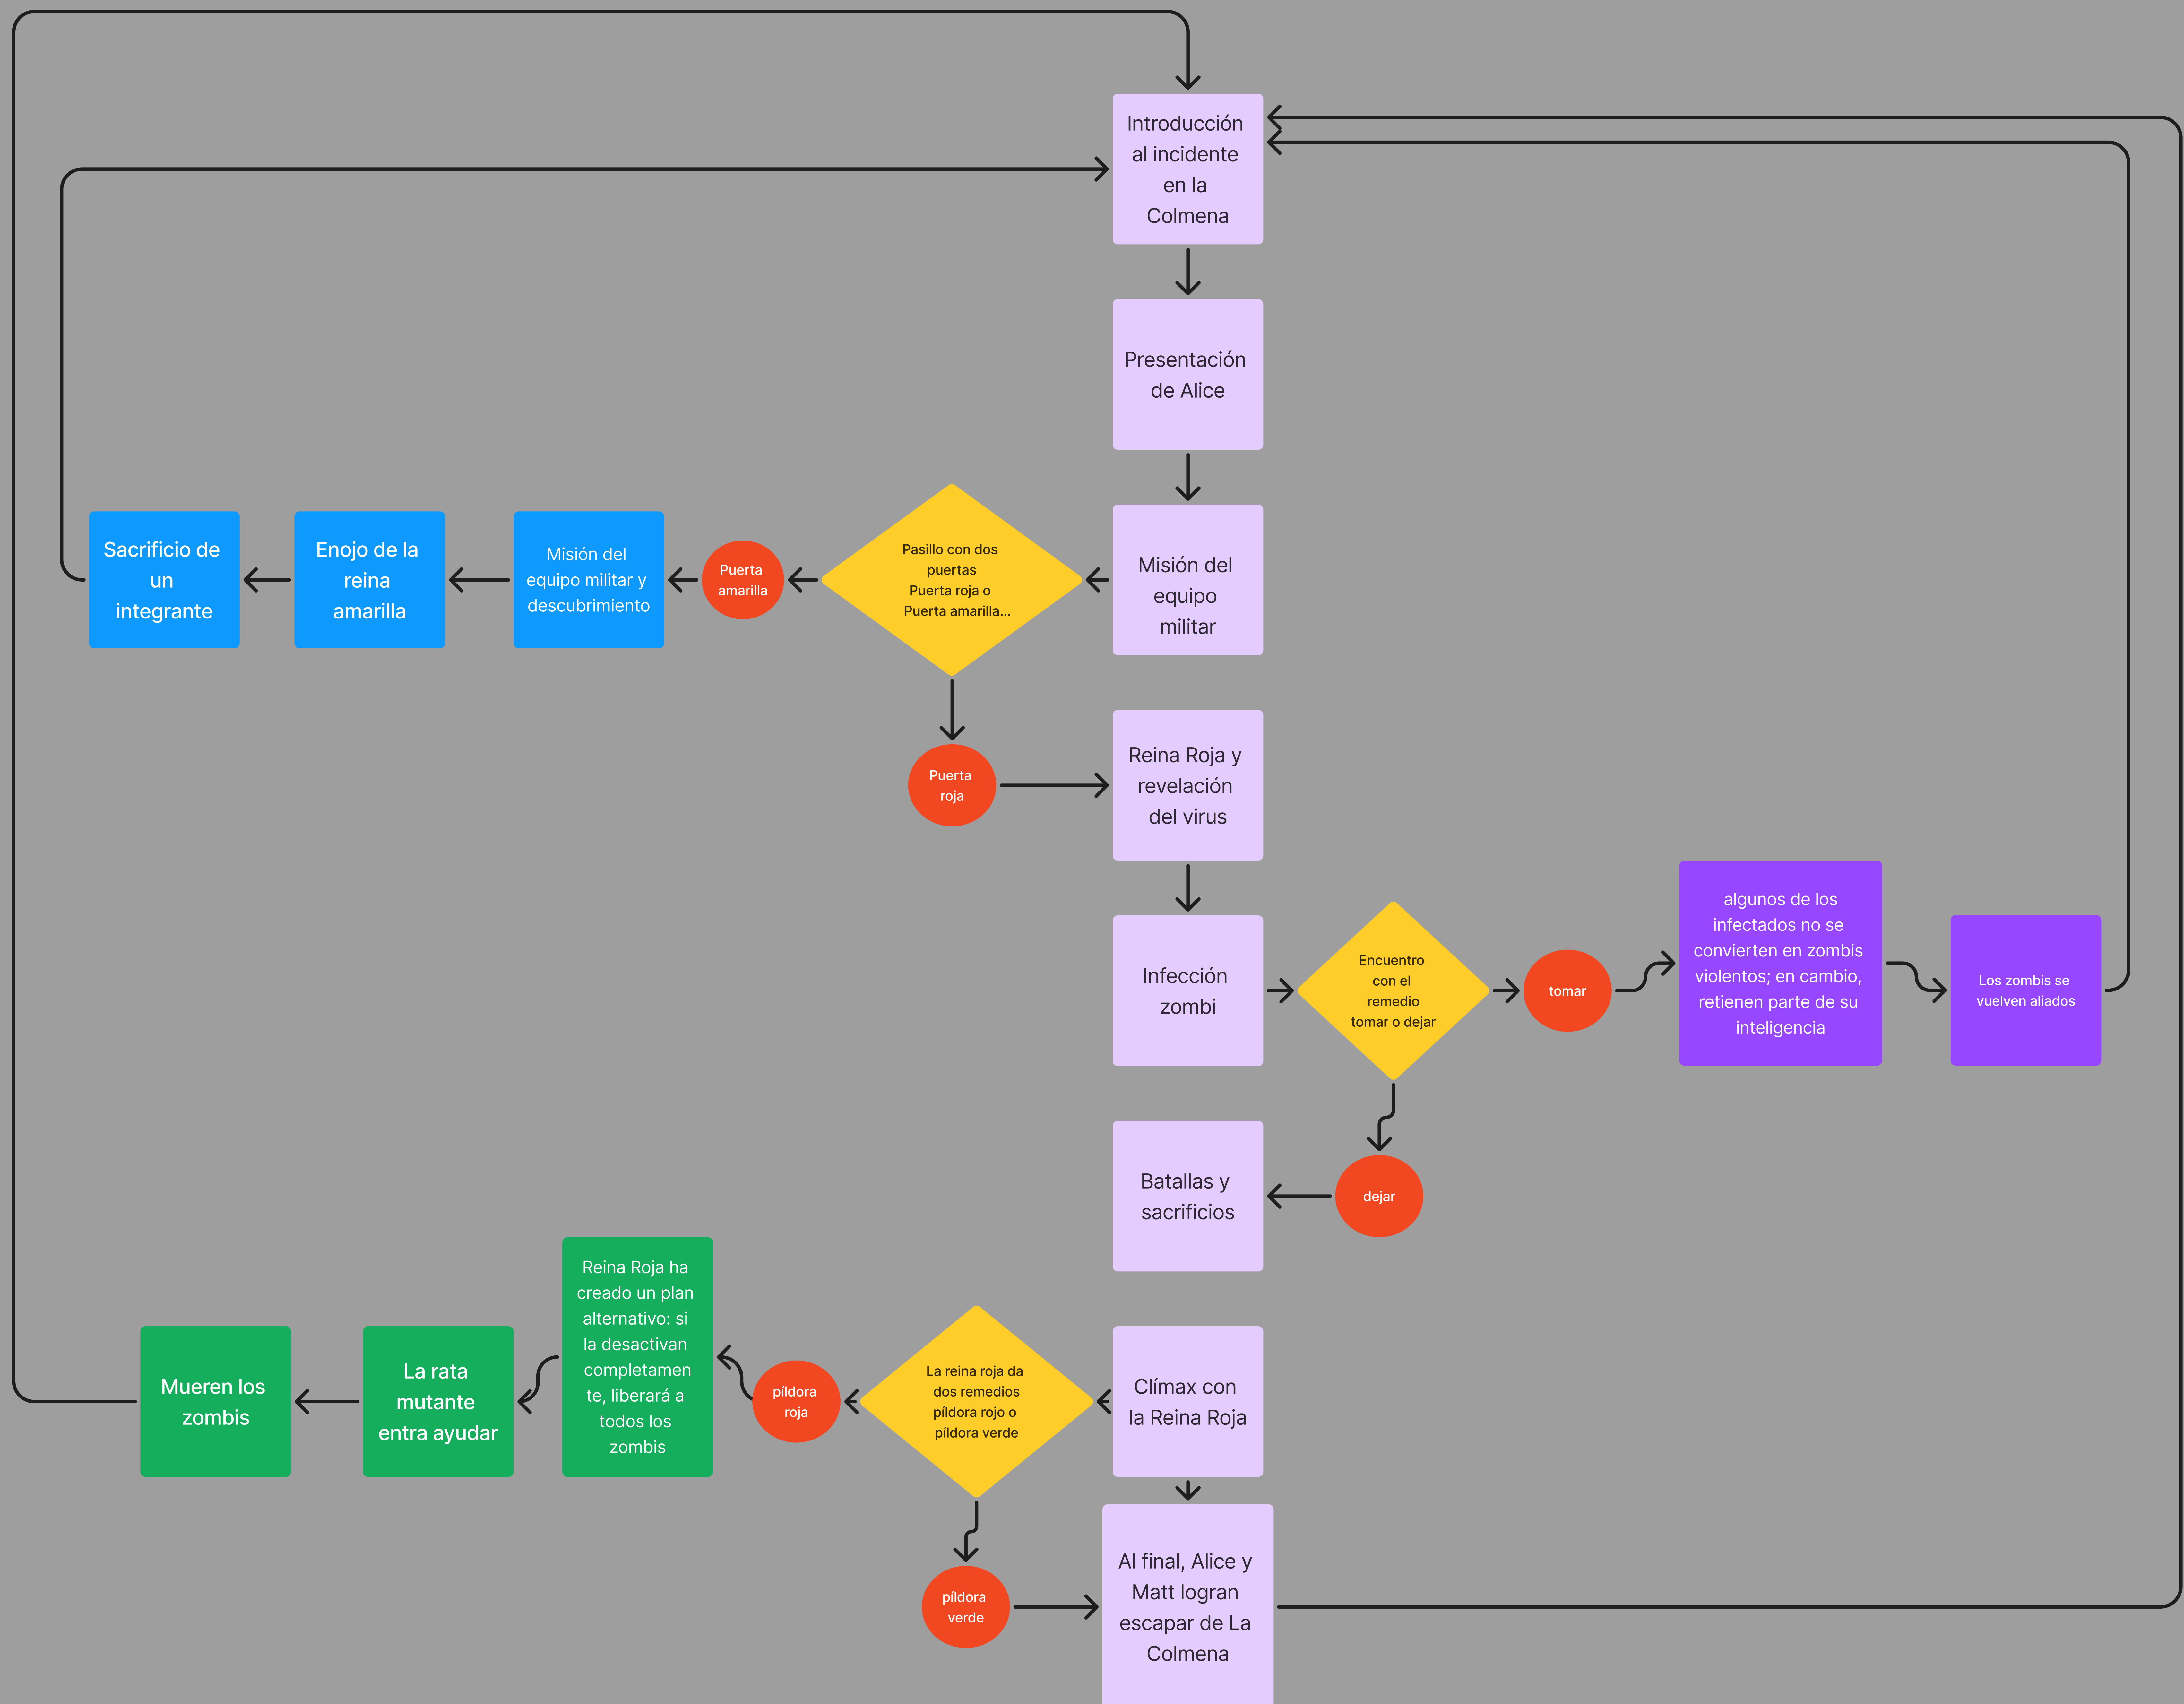 Introducción
al incidente
en la
Colmena
Presentación
de Alice
Sacrificio de
un
integrante
Enojo de la
reina
amarilla
Misión del
equipo militar y
descubrimiento
Puerta
amarilla
Pasillo con dos
puertas
Puerta roja o
Puerta amarilla...
Misión del
equipo
militar
Puerta
roja
Reina Roja y
revelación
del virus
Infección
zombi
Encuentro
con el
remedio
tomar o dejar
tomar
algunos de los
infectados no se
convierten en zombis
violentos; en cambio,
retienen parte de su
inteligencia
Los zombis se
vuelven aliados
Batallas y
sacrificios
dejar
Mueren los
zombis
La rata
mutante
entra ayudar
Reina Roja ha
creado un plan
alternativo: si
la desactivan
completamen
te, liberará a
todos los
zombis
píldora
roja
La reina roja da
dos remedios
píldora rojo o
píldora verde
Clímax con
la Reina Roja
píldora
verde
Al final, Alice y
Matt logran
escapar de La
Colmena